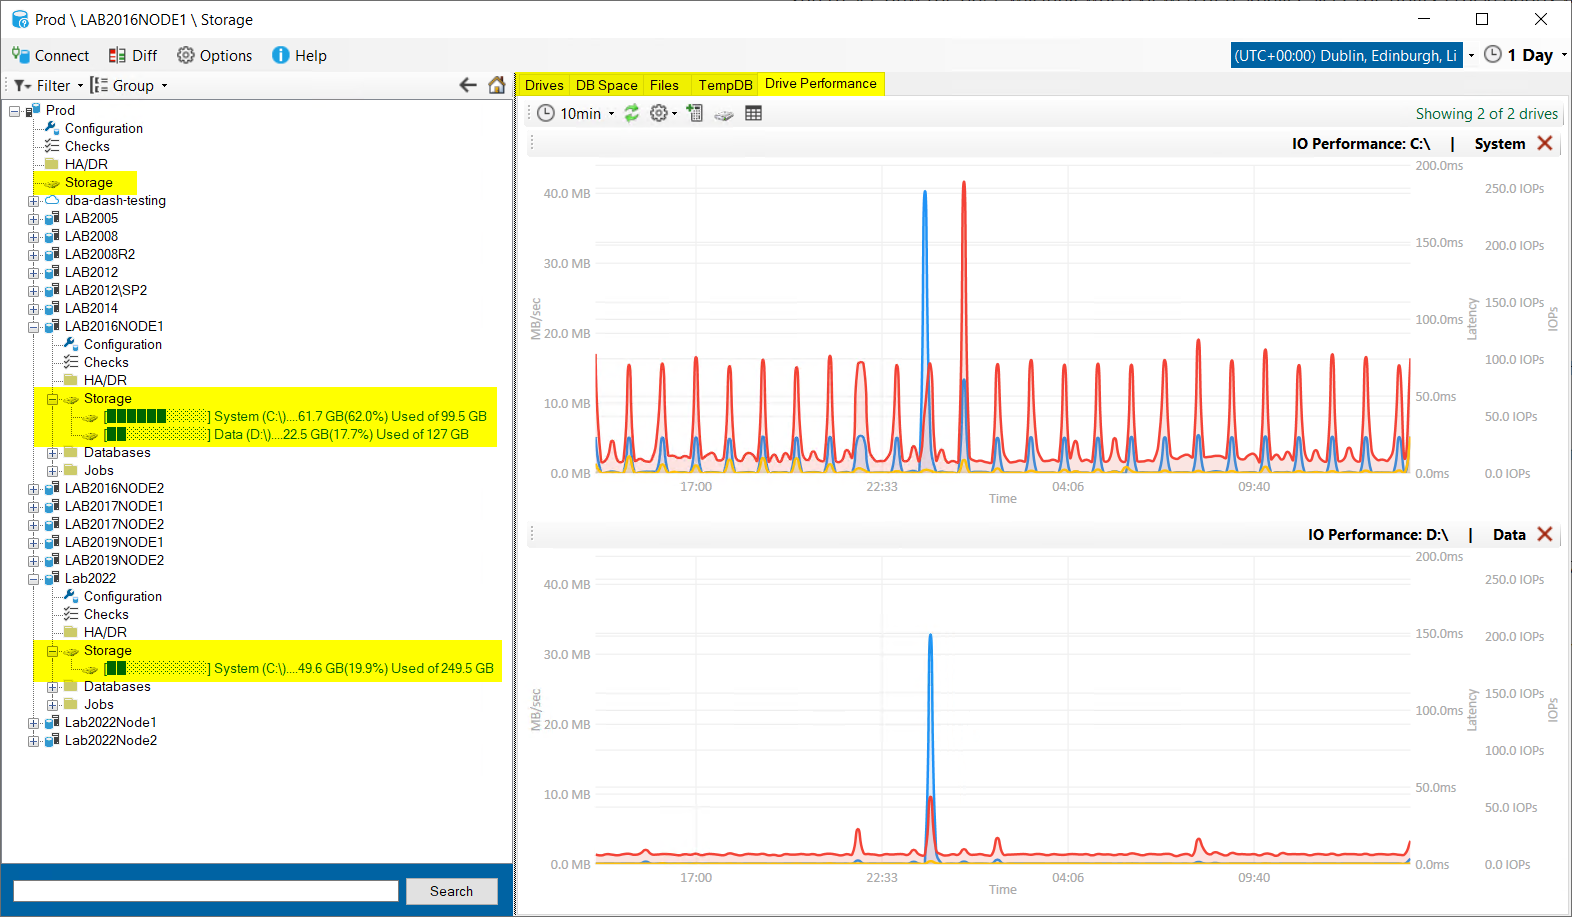 Prod \ LAB2016NODE1 \ Storage
Connect Diff Options Help
(UTC+00:00) Dublin, Edinburgh, Li 1 Day
Filter Group
Prod
Configuration
Checks
HA/DR
Storage
dba-dash-testing
LAB2005
LAB2008
LAB2008R2
LAB2012
LAB2012\SP2
LAB2014
LAB2016NODE1
Configuration
Checks
HA/DR
Storage
[██████░░░░] System (C:\)....61.7 GB(62.0%) Used of 99.5 GB
[██░░░░░░░░] Data (D:\)....22.5 GB(17.7%) Used of 127 GB
Databases
Jobs
LAB2016NODE2
LAB2017NODE1
LAB2017NODE2
LAB2019NODE1
LAB2019NODE2
Lab2022
Configuration
Checks
HA/DR
Storage
[██░░░░░░░░] System (C:\)....49.6 GB(19.9%) Used of 249.5 GB
Databases
Jobs
Lab2022Node1
Lab2022Node2
Search
Drives DB Space Files TempDB Drive Performance
10min
Showing 2 of 2 drives
IO Performance: C:\ | System
MB/sec
40.0 MB
30.0 MB
20.0 MB
10.0 MB
0.0 MB
200.0ms
150.0ms
100.0ms
50.0ms
0.0ms
Latency
250.0 IOPs
200.0 IOPs
150.0 IOPs
100.0 IOPs
50.0 IOPs
0.0 IOPs
IOPs
17:00 22:33 04:06 09:40
Time
IO Performance: D:\ | Data
MB/sec
40.0 MB
30.0 MB
20.0 MB
10.0 MB
0.0 MB
200.0ms
150.0ms
100.0ms
50.0ms
0.0ms
Latency
250.0 IOPs
200.0 IOPs
150.0 IOPs
100.0 IOPs
50.0 IOPs
0.0 IOPs
IOPs
17:00 22:33 04:06 09:40
Time